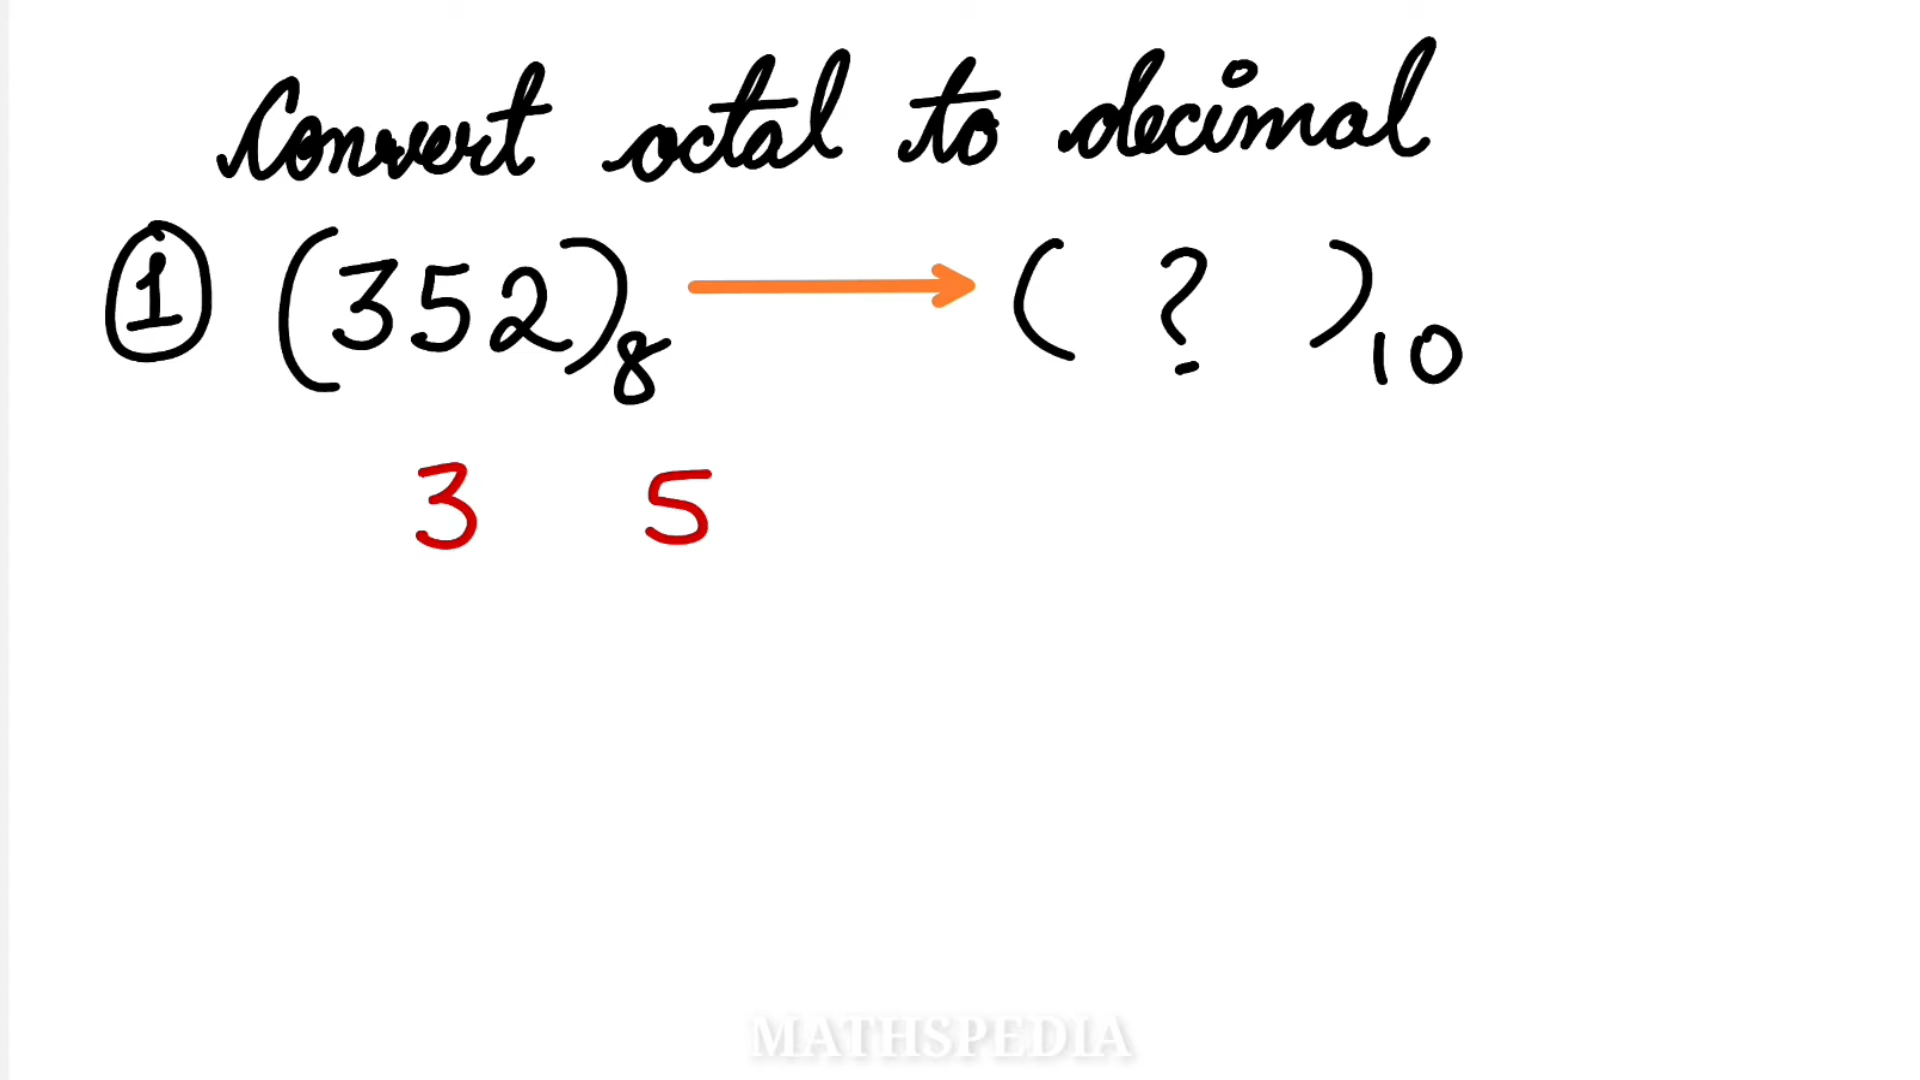 Convert octal to decimal
1 (352)₈ → ( ? )₁₀
3 5
MATHSPEDIA